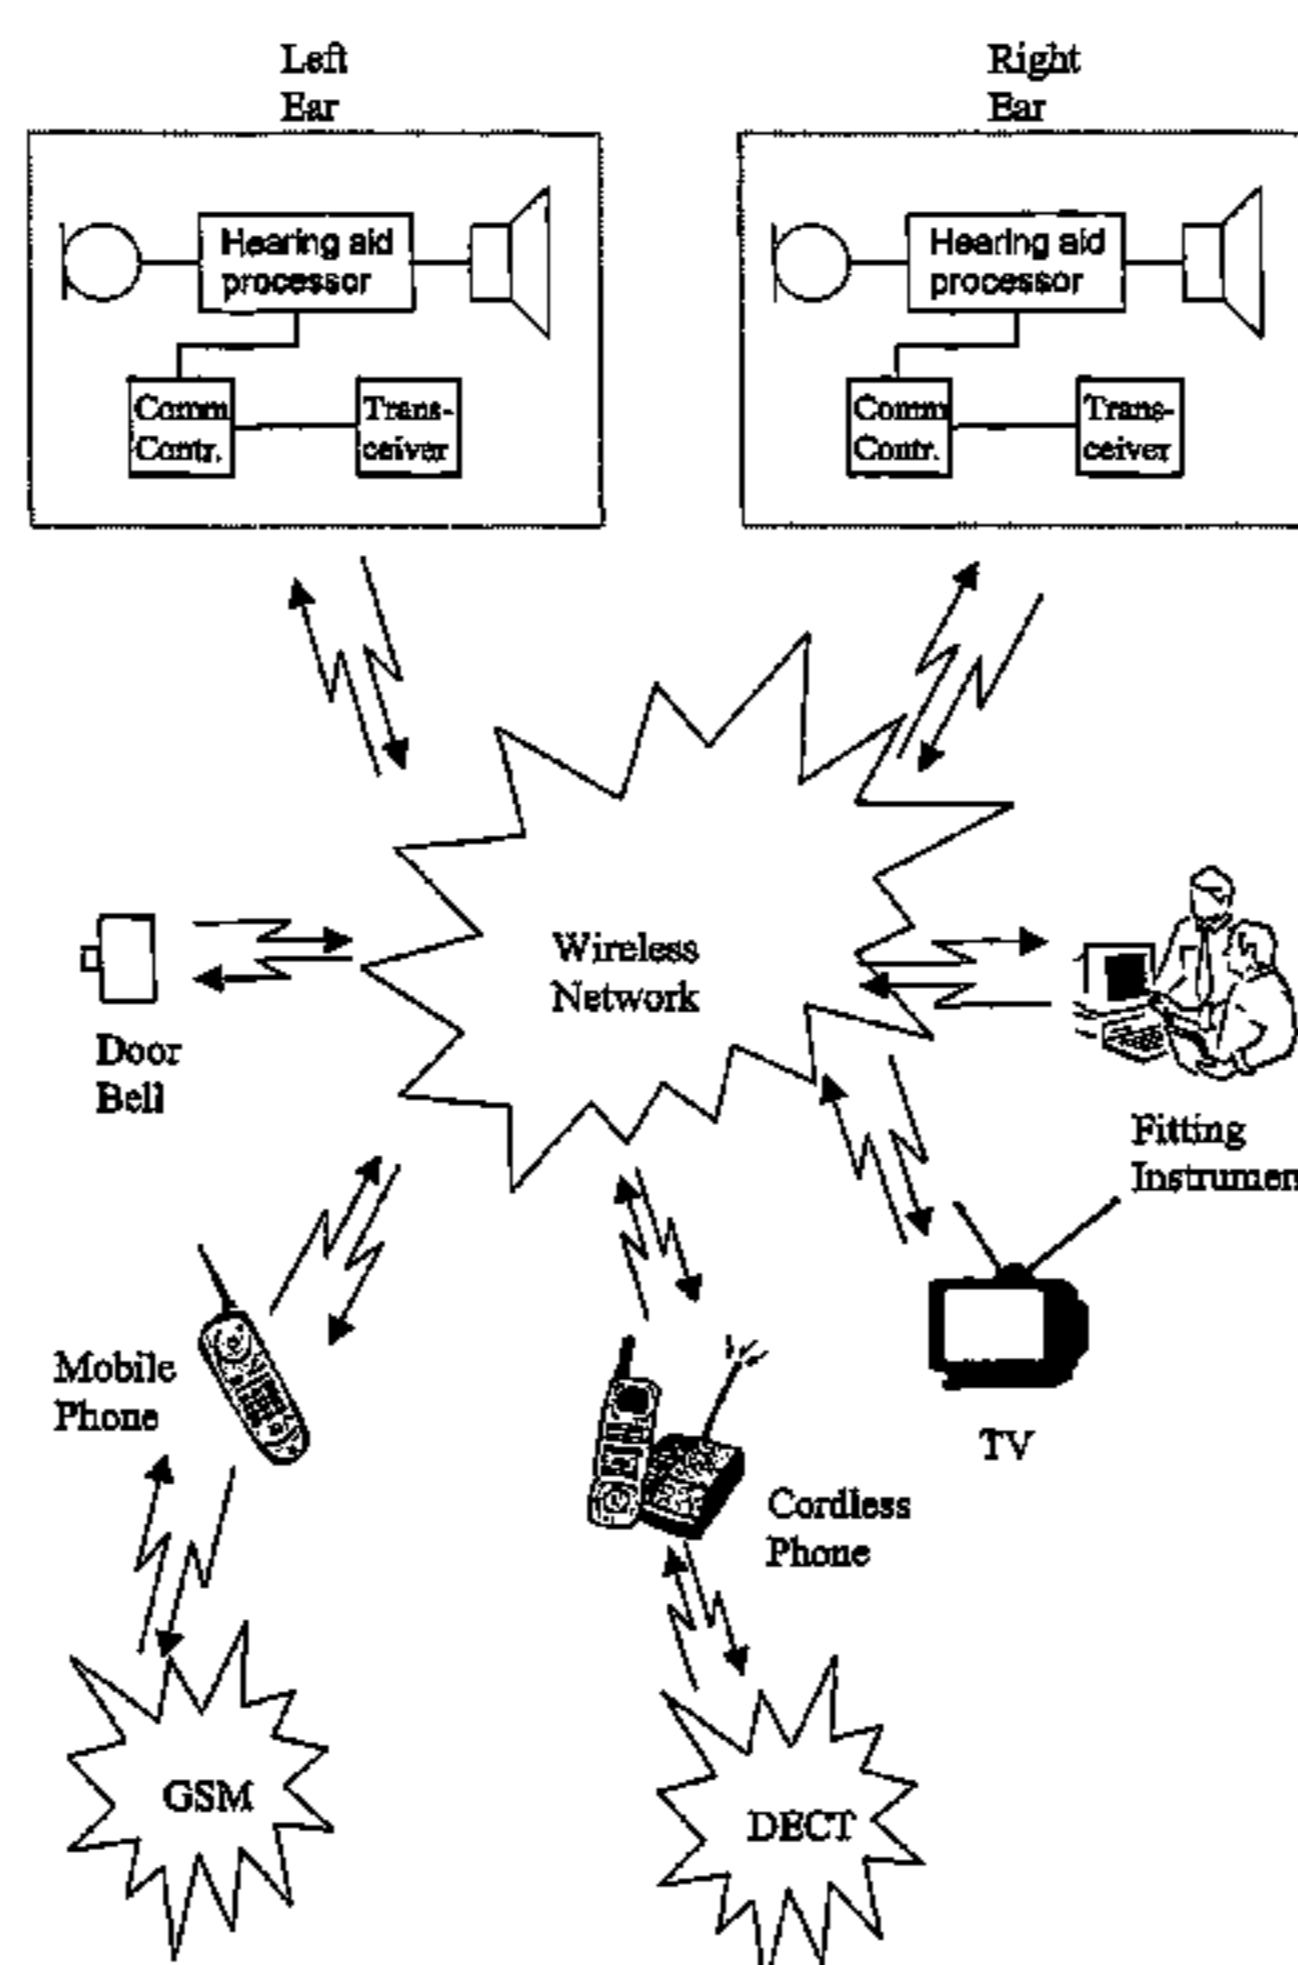 Left
Ear
Right
Ear
Hearing aid
processor
Comm
Contr.
Trans-
ceiver
Hearing aid
processor
Comm
Contr.
Trans-
ceiver
Wireless
Network
Door
Bell
Fitting
Instrumen
Mobile
Phone
TV
Cordless
Phone
GSM
DECT